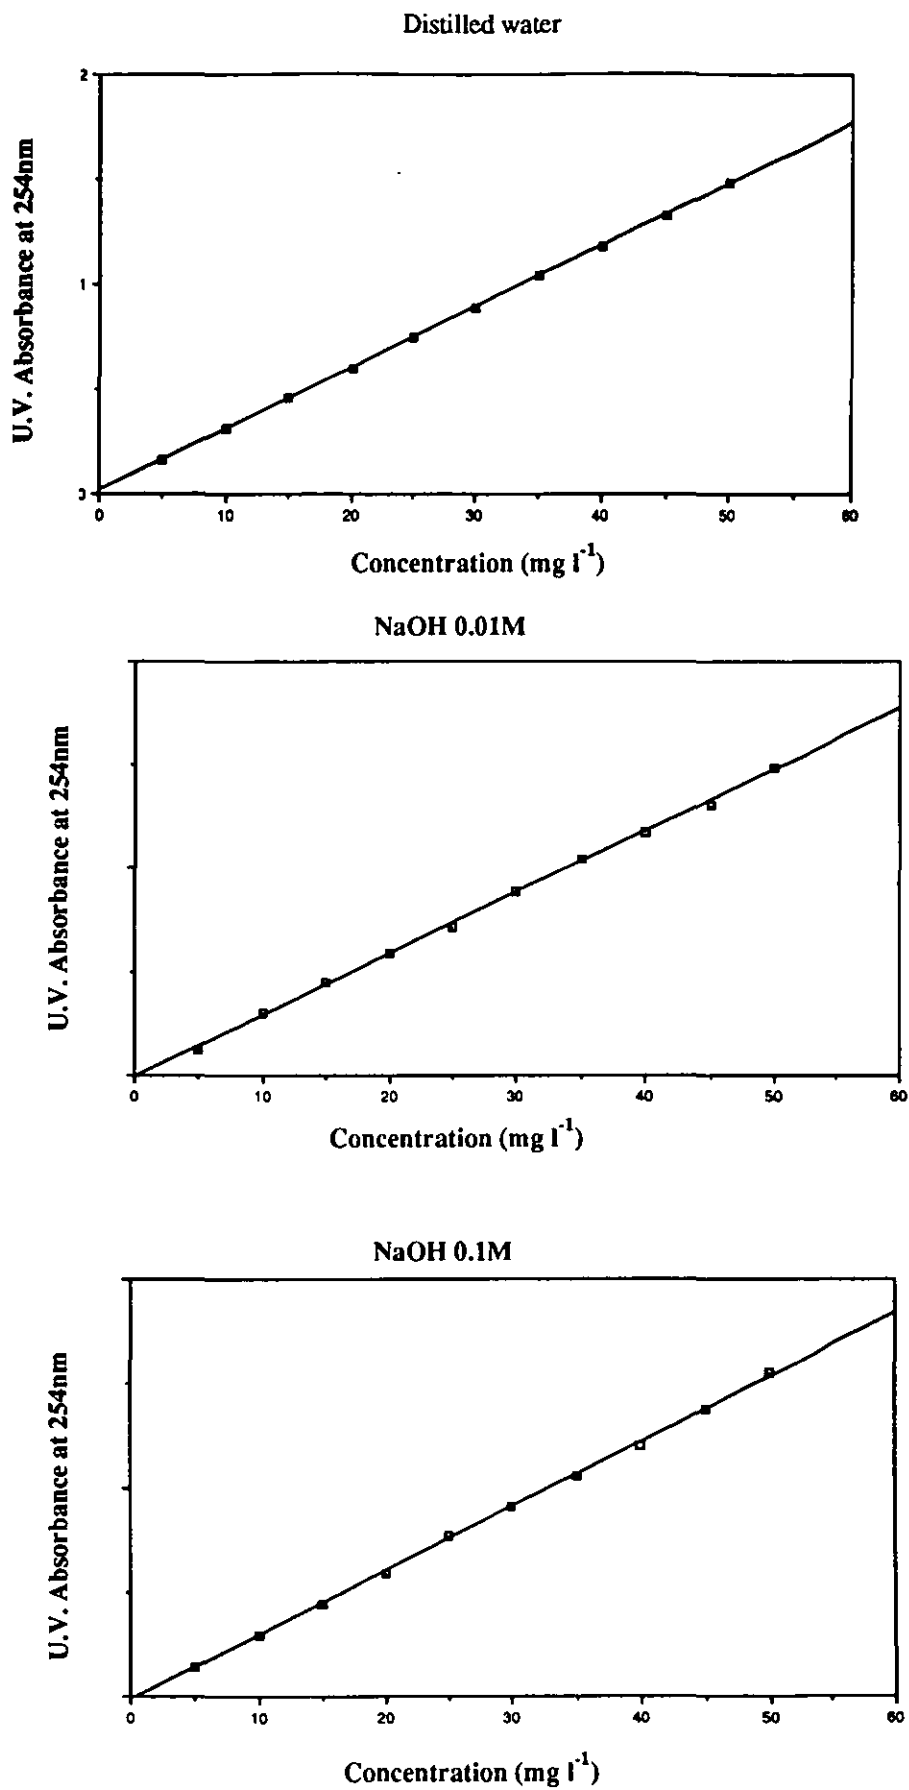 Distilled water
2
1
0
0 10 20 30 40 50 60
U.V. Absorbance at 254nm
Concentration (mg l⁻¹)
NaOH 0.01M
U.V. Absorbance at 254nm
0 10 20 30 40 50 60
Concentration (mg l⁻¹)
NaOH 0.1M
U.V. Absorbance at 254nm
0 10 20 30 40 50 60
Concentration (mg l⁻¹)